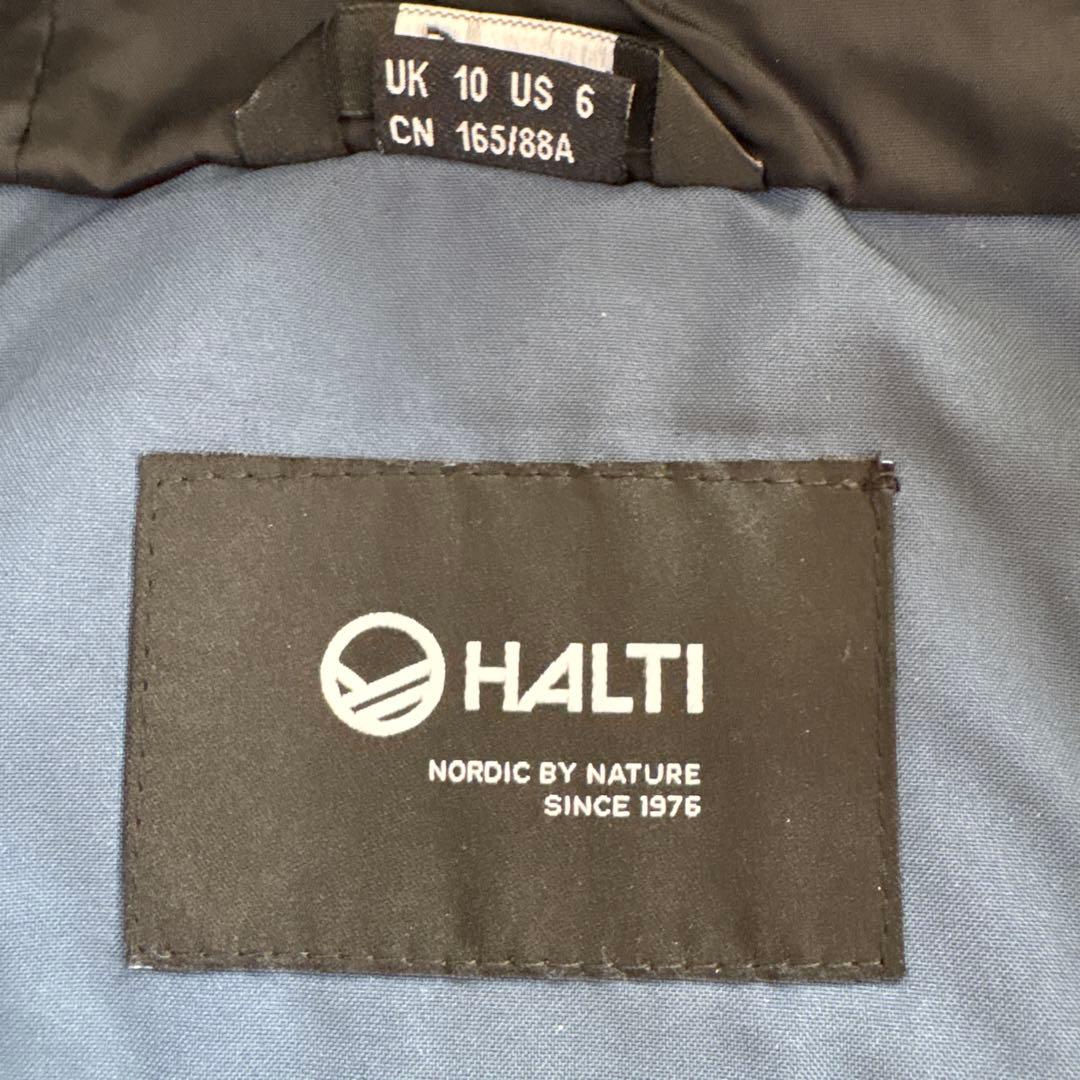 UK 10 US 6
CN 165/88A
HALTI
NORDIC BY NATURE
SINCE 1976